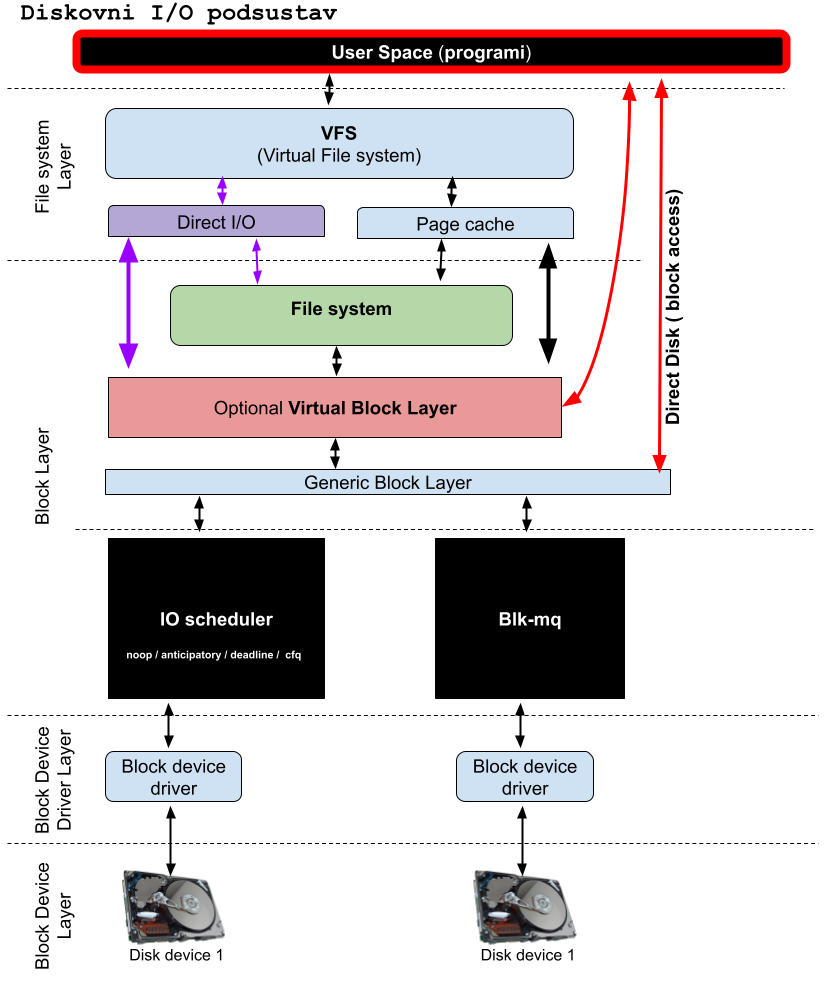 Diskovni I/O podsustav
User Space (programi)
File system
Layer
VFS
(Virtual File system)
Direct I/O
Page cache
File system
Optional Virtual Block Layer
Direct Disk ( block access)
Block Layer
Generic Block Layer
IO scheduler
noop / anticipatory / deadline / cfq
Blk-mq
Block Device
Driver Layer
Block device
driver
Block device
driver
Block Device
Layer
Disk device 1
Disk device 1